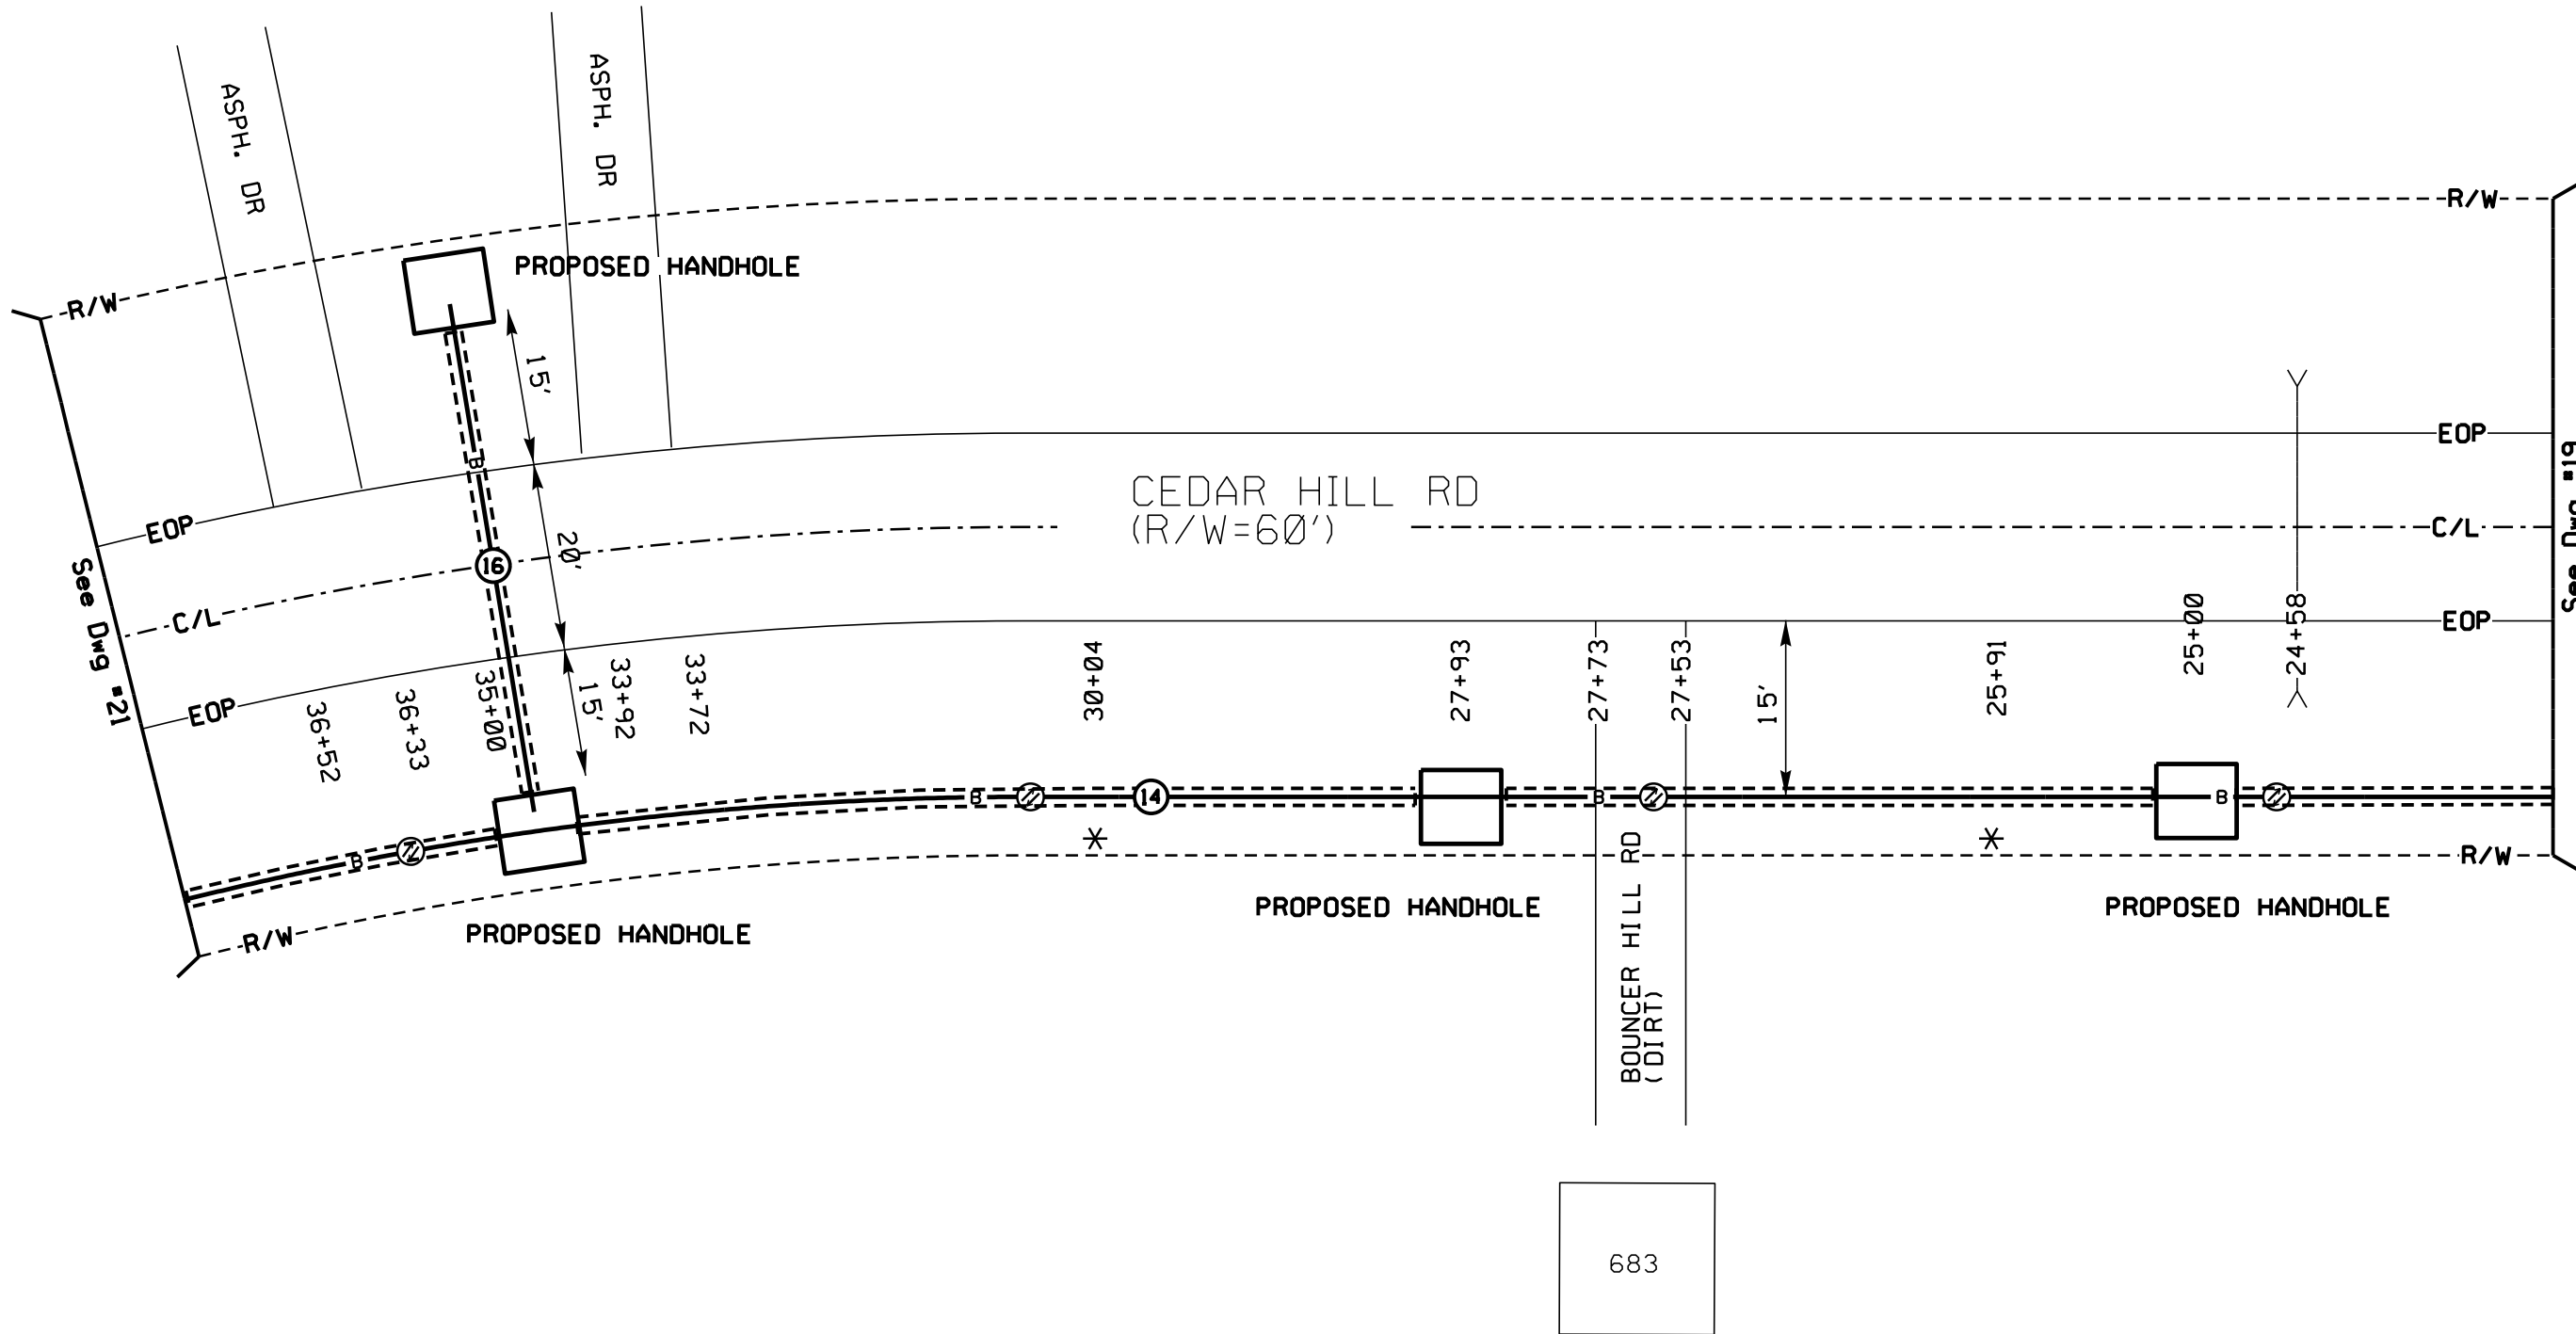 ASPH. DR
ASPH. DR
R/W
R/W
PROPOSED HANDHOLE
15'
B
EOP
EOP
CEDAR HILL RD
(R/W=60')
20'
16
C/L
C/L
See Dwg #21
See Dwg #19
EOP
EOP
36+52
36+33
35+00
15'
33+92
33+72
30+04
27+93
27+73
27+53
15'
25+91
25+00
24+58
B
B
14
B
B
R/W
R/W
PROPOSED HANDHOLE
PROPOSED HANDHOLE
PROPOSED HANDHOLE
BOUNCER HILL RD
(DIRT)
683